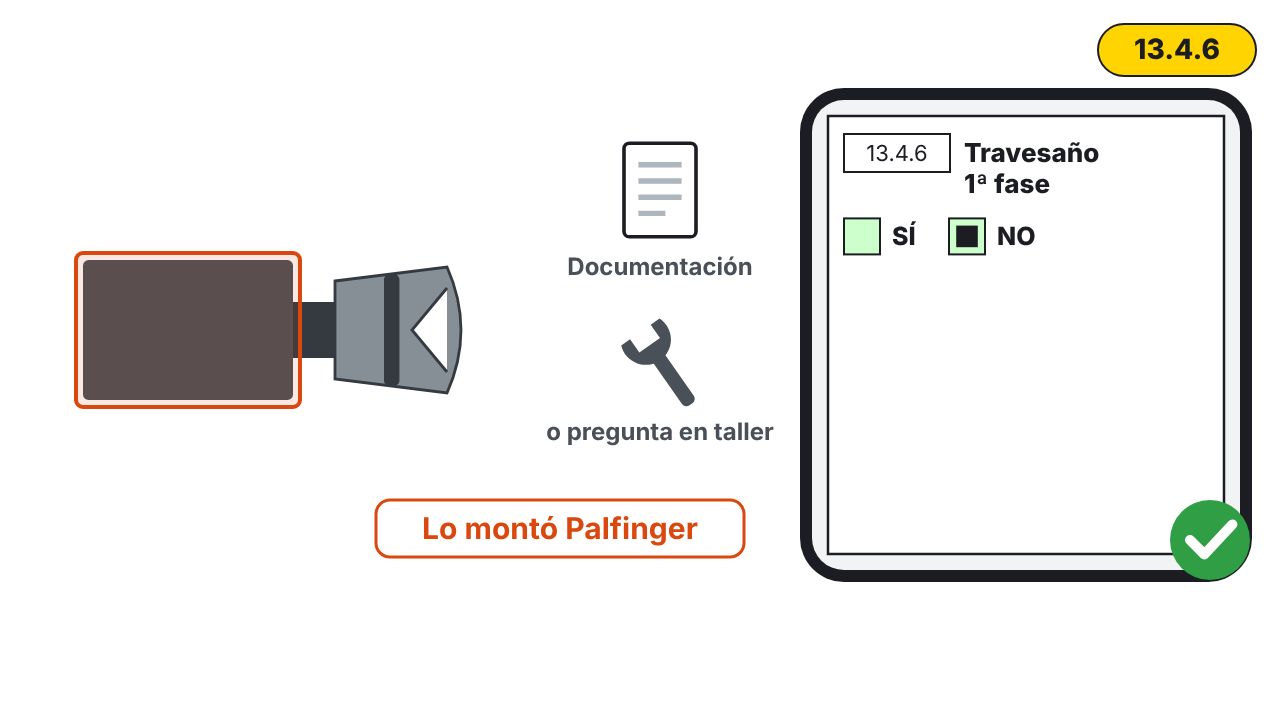 13.4.6
13.4.6
Travesaño
1ª fase
SÍ
NO
Documentación
o pregunta en taller
Lo montó Palfinger